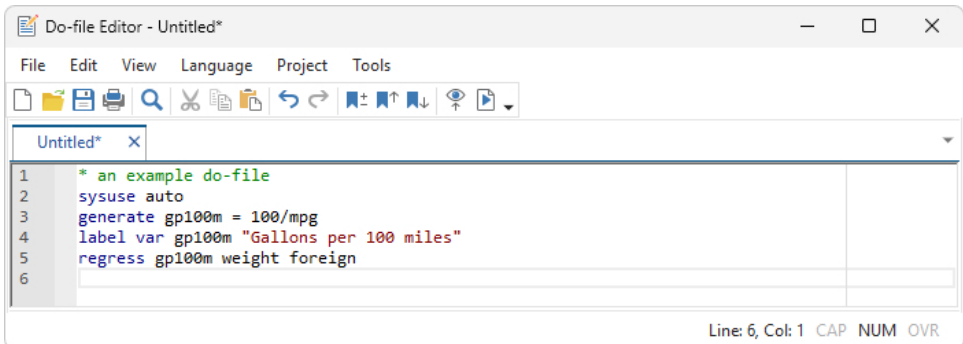 Do-file Editor - Untitled*
File Edit View Language Project Tools
Untitled*
1 * an example do-file
2 sysuse auto
3 generate gp100m = 100/mpg
4 label var gp100m "Gallons per 100 miles"
5 regress gp100m weight foreign
6
Line: 6, Col: 1 CAP NUM OVR